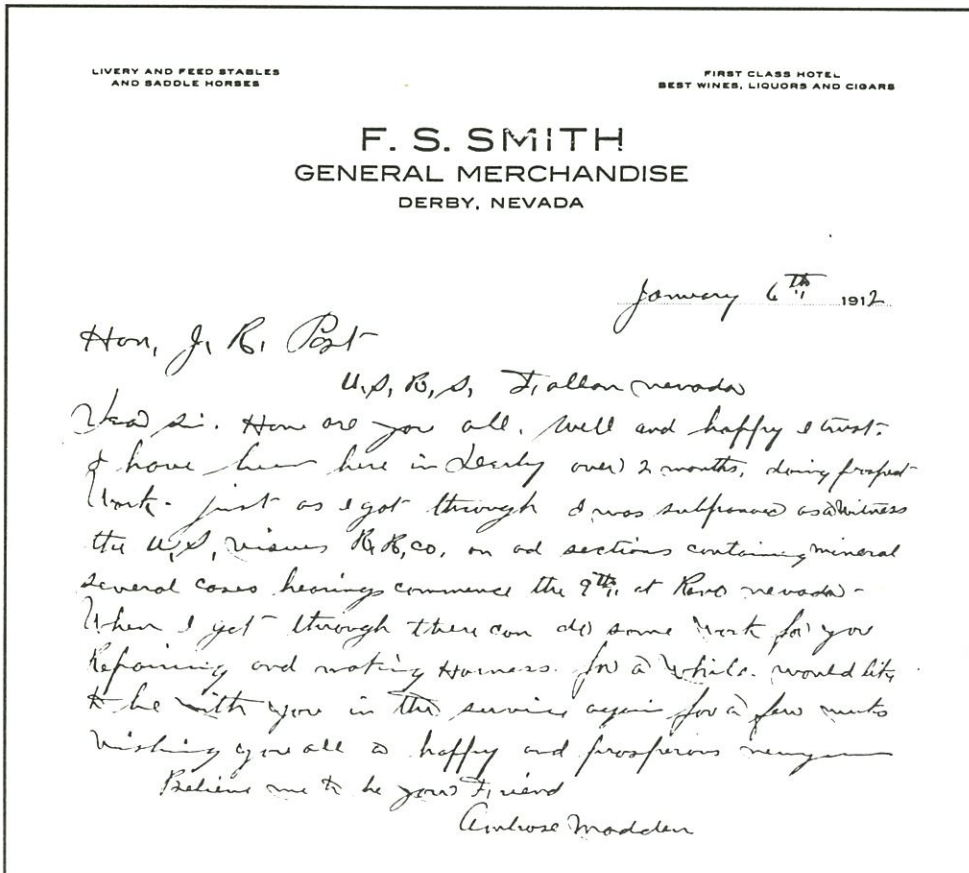 LIVERY AND FEED STABLES
AND SADDLE HORSES
FIRST CLASS HOTEL
BEST WINES, LIQUORS AND CIGARS
F. S. SMITH
GENERAL MERCHANDISE
DERBY, NEVADA
January 6th 1912
Hon, J. R. Post
U.S, R, S, Fallon nevada
Dear Sir. How are you all. Well and happy I trust.
I have been here in Derby over 2 months, doing prospect
Work. just as I got through I was subpoenaed as a Witness
the U, S, versus R, R, Co, on od sections containing mineral
several cases hearings commence the 9th at Reno nevada -
When I get through there can do some work for you
Repairing and making Harness. for a while. would like
to be with you in the service again for a few
Wishing you all a happy and prosperous new year
Believe me to be your Friend
Ambrose Madden